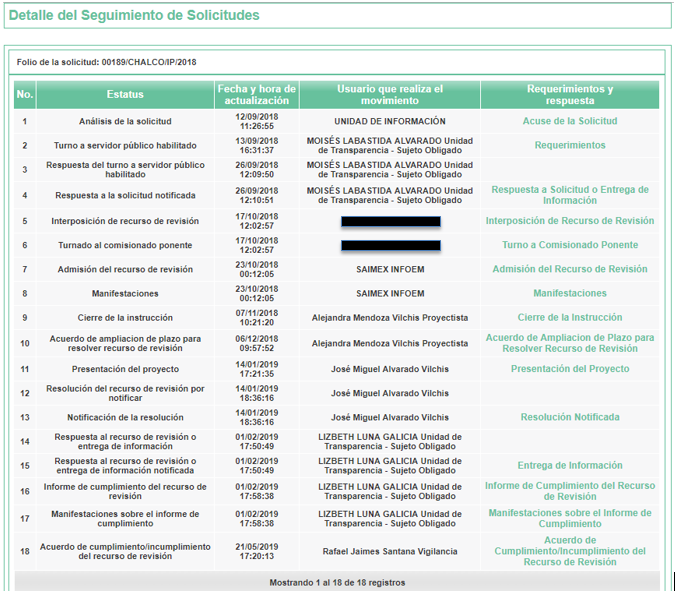 Detalle del Seguimiento de Solicitudes
Folio de la solicitud: 00189/CHALCO/IP/2018
No. Estatus Fecha y hora de actualización Usuario que realiza el movimiento Requerimientos y respuesta
1 Análisis de la solicitud 12/09/2018 11:26:55 UNIDAD DE INFORMACIÓN Acuse de la Solicitud
2 Turno a servidor público habilitado 13/09/2018 16:31:37 MOISÉS LABASTIDA ALVARADO Unidad de Transparencia - Sujeto Obligado Requerimientos
3 Respuesta del turno a servidor público habilitado 26/09/2018 12:09:50 MOISÉS LABASTIDA ALVARADO Unidad de Transparencia - Sujeto Obligado
4 Respuesta a la solicitud notificada 26/09/2018 12:10:51 MOISÉS LABASTIDA ALVARADO Unidad de Transparencia - Sujeto Obligado Respuesta a Solicitud o Entrega de Información
5 Interposición de recurso de revisión 17/10/2018 12:02:57 Interposición de Recurso de Revisión
6 Turnado al comisionado ponente 17/10/2018 12:02:57 Turno a Comisionado Ponente
7 Admisión del recurso de revisión 23/10/2018 00:12:05 SAIMEX INFOEM Admisión del Recurso de Revisión
8 Manifestaciones 23/10/2018 00:12:05 SAIMEX INFOEM Manifestaciones
9 Cierre de la instrucción 07/11/2018 10:21:20 Alejandra Mendoza Vilchis Proyectista Cierre de la Instrucción
10 Acuerdo de ampliacion de plazo para resolver recurso de revisión 06/12/2018 09:57:52 Alejandra Mendoza Vilchis Proyectista Acuerdo de Ampliacion de Plazo para Resolver Recurso de Revisión
11 Presentación del proyecto 14/01/2019 17:21:35 José Miguel Alvarado Vilchis Presentación del Proyecto
12 Resolución del recurso de revisión por notificar 14/01/2019 18:36:16 José Miguel Alvarado Vilchis
13 Notificación de la resolución 14/01/2019 18:36:16 José Miguel Alvarado Vilchis Resolución Notificada
14 Respuesta al recurso de revisión o entrega de información 01/02/2019 17:50:49 LIZBETH LUNA GALICIA Unidad de Transparencia - Sujeto Obligado
15 Respuesta al recurso de revisión o entrega de información notificada 01/02/2019 17:50:49 LIZBETH LUNA GALICIA Unidad de Transparencia - Sujeto Obligado Entrega de Información
16 Informe de cumplimiento del recurso de revisión 01/02/2019 17:58:38 LIZBETH LUNA GALICIA Unidad de Transparencia - Sujeto Obligado Informe de Cumplimiento del Recurso de Revisión
17 Manifestaciones sobre el informe de cumplimiento 01/02/2019 17:58:38 LIZBETH LUNA GALICIA Unidad de Transparencia - Sujeto Obligado Manifestaciones sobre el Informe de Cumplimiento
18 Acuerdo de cumplimiento/incumplimiento del recurso de revisión 21/05/2019 17:20:13 Rafael Jaimes Santana Vigilancia Acuerdo de Cumplimiento/Incumplimiento del Recurso de Revisión
Mostrando 1 al 18 de 18 registros